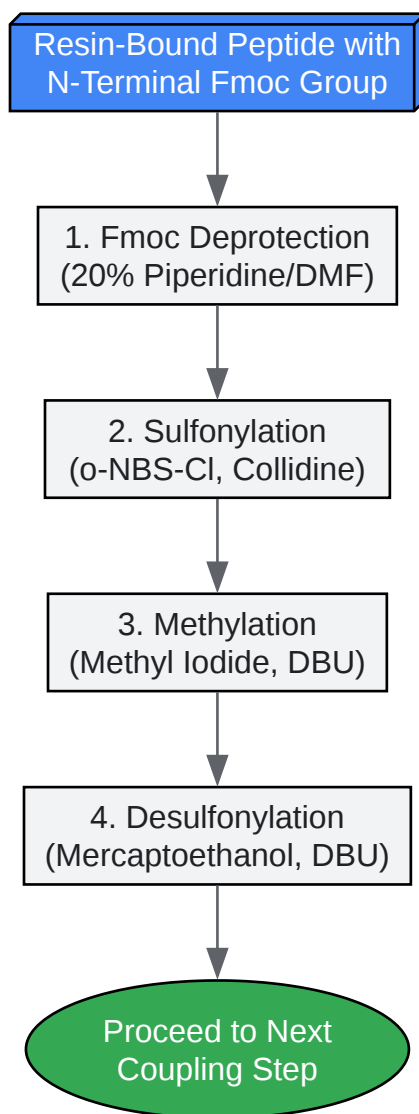 Resin-Bound Peptide with
N-Terminal Fmoc Group
1. Fmoc Deprotection
(20% Piperidine/DMF)
2. Sulfonylation
(o-NBS-Cl, Collidine)
3. Methylation
(Methyl Iodide, DBU)
4. Desulfonylation
(Mercaptoethanol, DBU)
Proceed to Next
Coupling Step